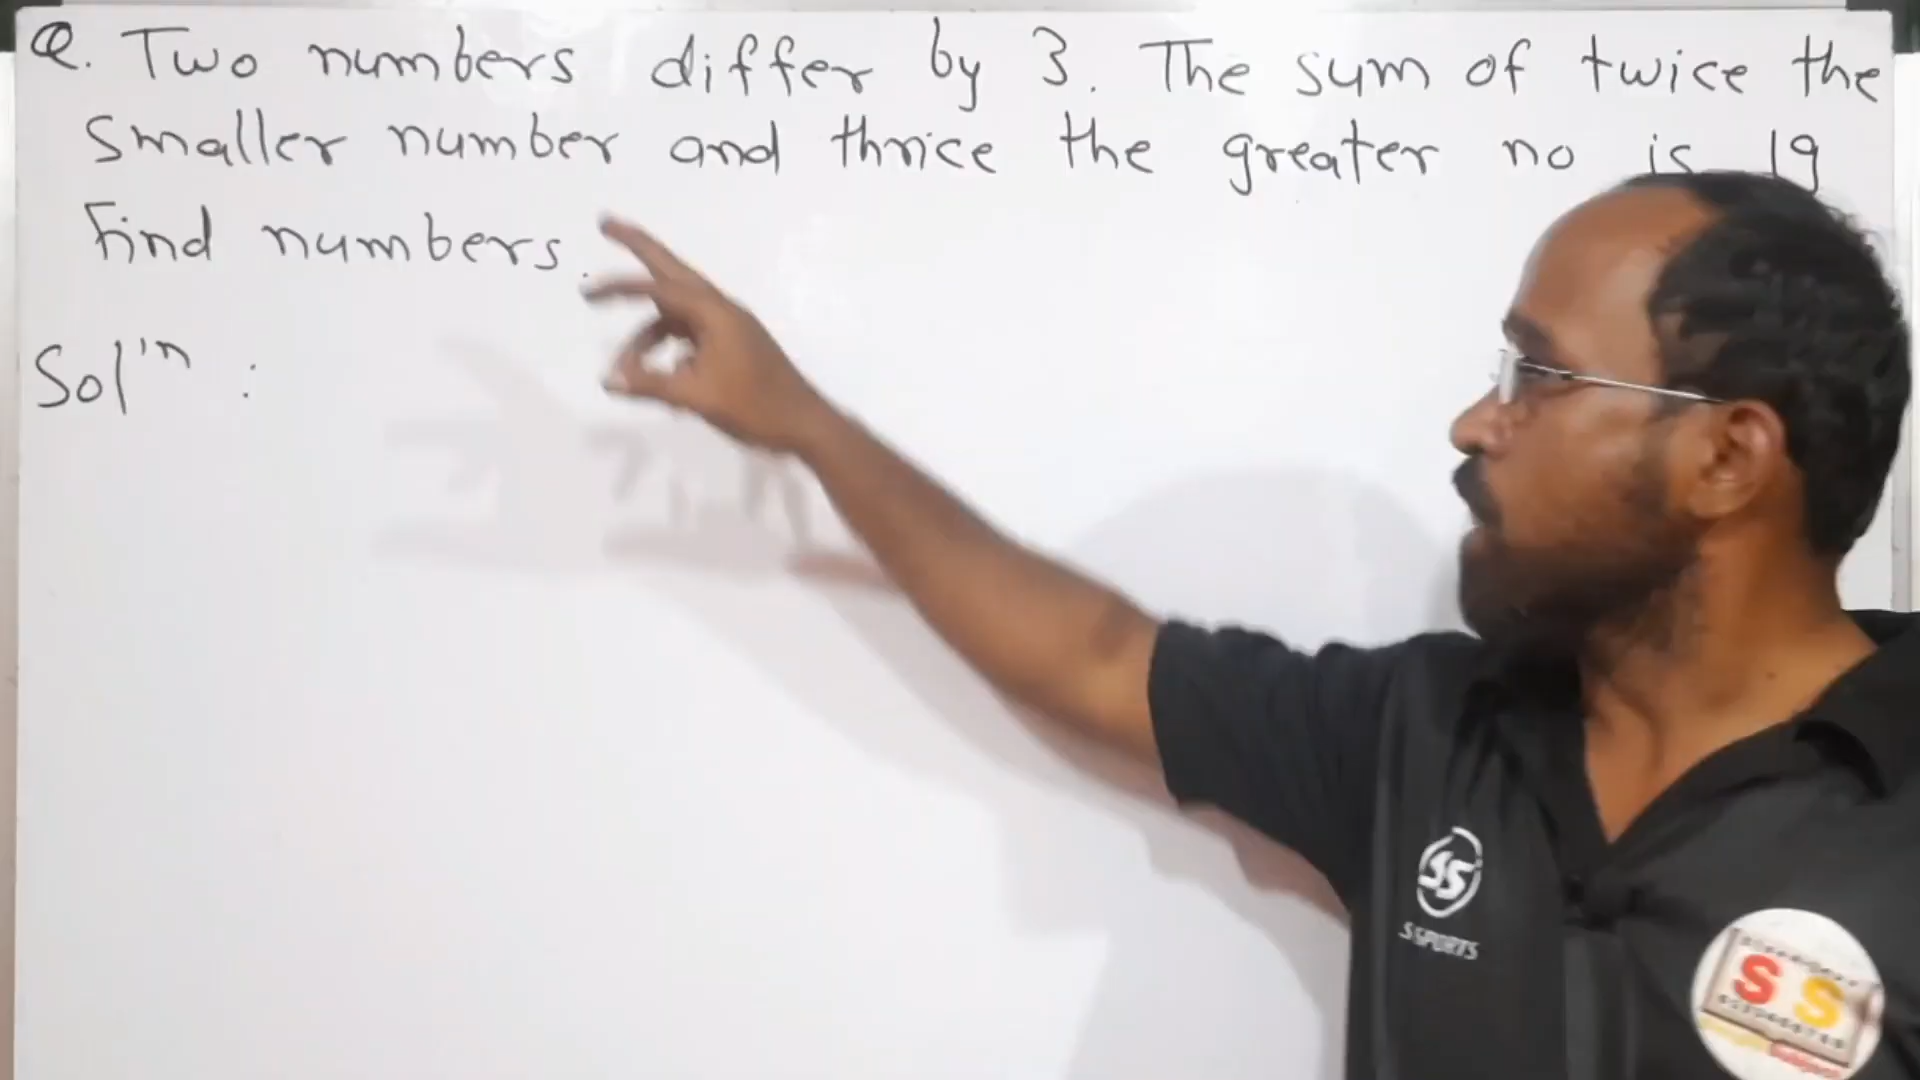 Q. Two numbers differ by 3. The sum of twice the
smaller number and thrice the greater no is 19
Find numbers.
Sol'n :
SS
S SPORTS
S S